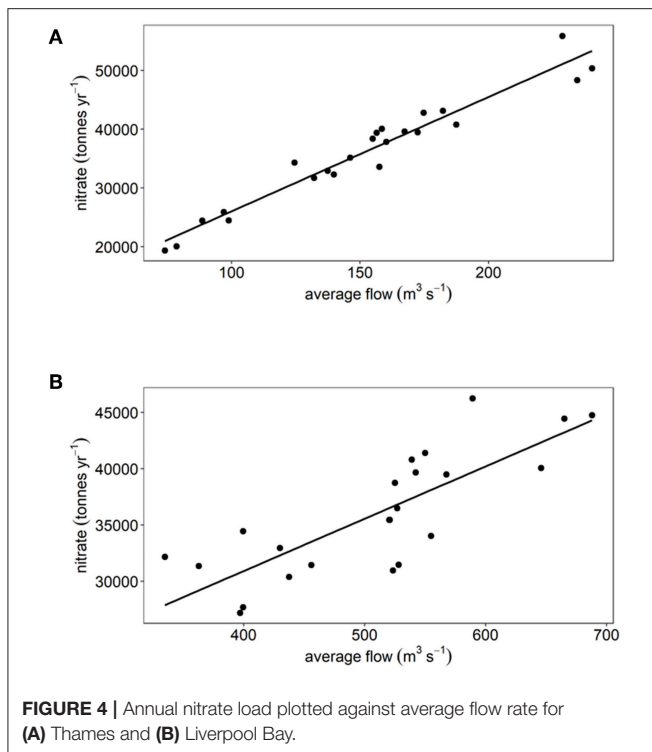 A
50000
40000
30000
20000
nitrate (tonnes yr⁻¹)
100 150 200
average flow (m³ s⁻¹)
B
45000
40000
35000
30000
nitrate (tonnes yr⁻¹)
400 500 600 700
average flow (m³ s⁻¹)
FIGURE 4 | Annual nitrate load plotted against average flow rate for
(A) Thames and (B) Liverpool Bay.